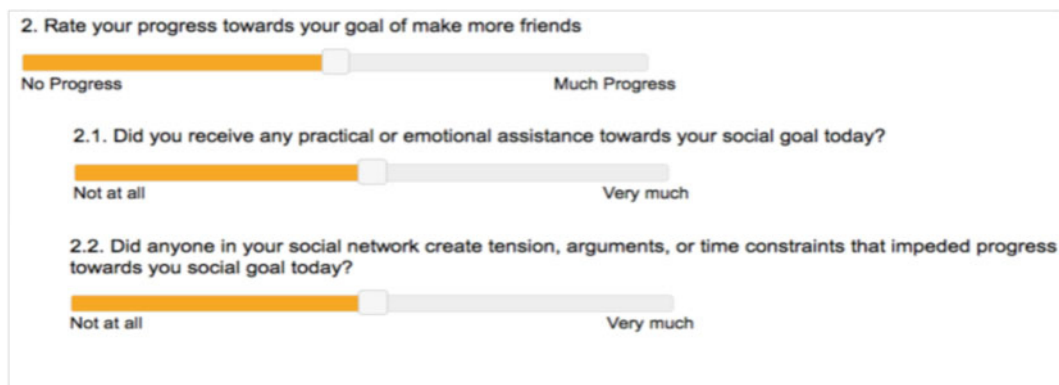 2. Rate your progress towards your goal of make more friends
No Progress Much Progress
2.1. Did you receive any practical or emotional assistance towards your social goal today?
Not at all Very much
2.2. Did anyone in your social network create tension, arguments, or time constraints that impeded progress
towards you social goal today?
Not at all Very much